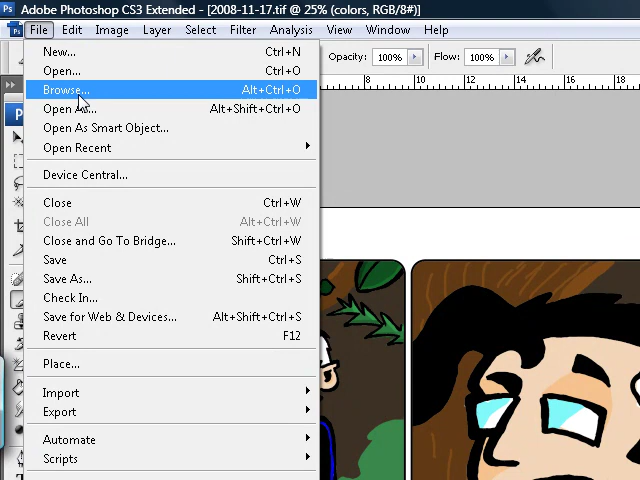 Ps Adobe Photoshop CS3 Extended - [2008-11-17.tif @ 25% (colors, RGB/8#)]
Ps File Edit Image Layer Select Filter Analysis View Window Help
Opacity: 100% Flow: 100%
New... Ctrl+N
Open... Ctrl+O
Browse... Alt+Ctrl+O
Open As... Alt+Shift+Ctrl+O
Open As Smart Object...
Open Recent
Device Central...
Close Ctrl+W
Close All Alt+Ctrl+W
Close and Go To Bridge... Shift+Ctrl+W
Save Ctrl+S
Save As... Shift+Ctrl+S
Check In...
Save for Web & Devices... Alt+Shift+Ctrl+S
Revert F12
Place...
Import
Export
Automate
Scripts
8 10 12 14 16 18